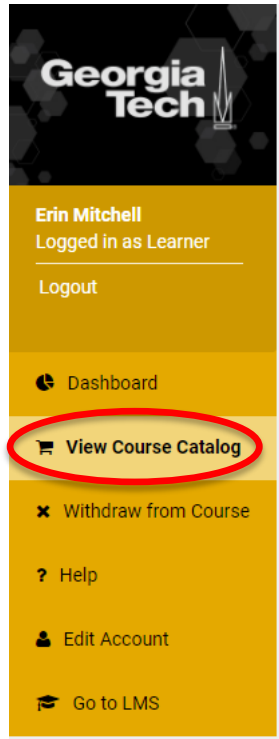 Georgia
Tech
Erin Mitchell
Logged in as Learner
Logout
Dashboard
View Course Catalog
Withdraw from Course
? Help
Edit Account
Go to LMS